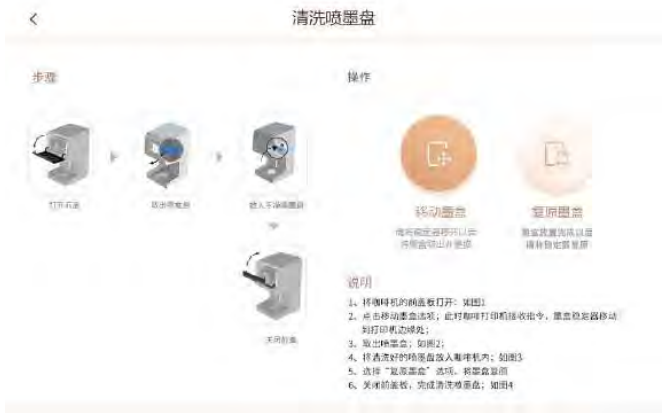 清洗喷墨盘
步骤
操作
打开前盖
取出喷墨盘
放入干净喷墨盘
关闭前盖
移动墨盒
复原墨盒
说明
1、将咖啡机的前盖板打开：如图1
2、点击移动墨盒选项；此时咖啡打印机接收指令，墨盒稳定器移动
到打印机边缘处；
3、取出喷墨盒；如图2；
4、将清洗好的喷墨盘放入咖啡机内；如图3
5、选择“复原墨盒”选项，将墨盒复原
6、关闭前盖板，完成清洗喷墨盘；如图4